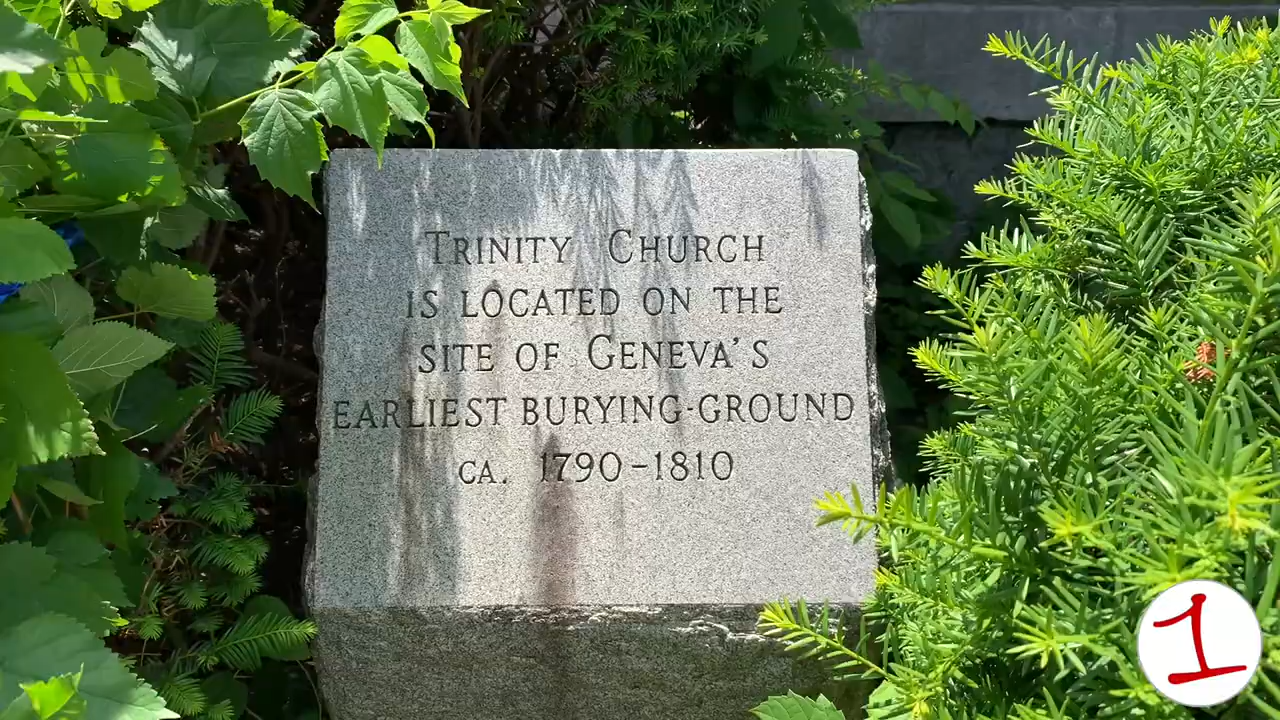 Trinity Church
is located on the
site of Geneva's
earliest burying-ground
ca. 1790-1810
1